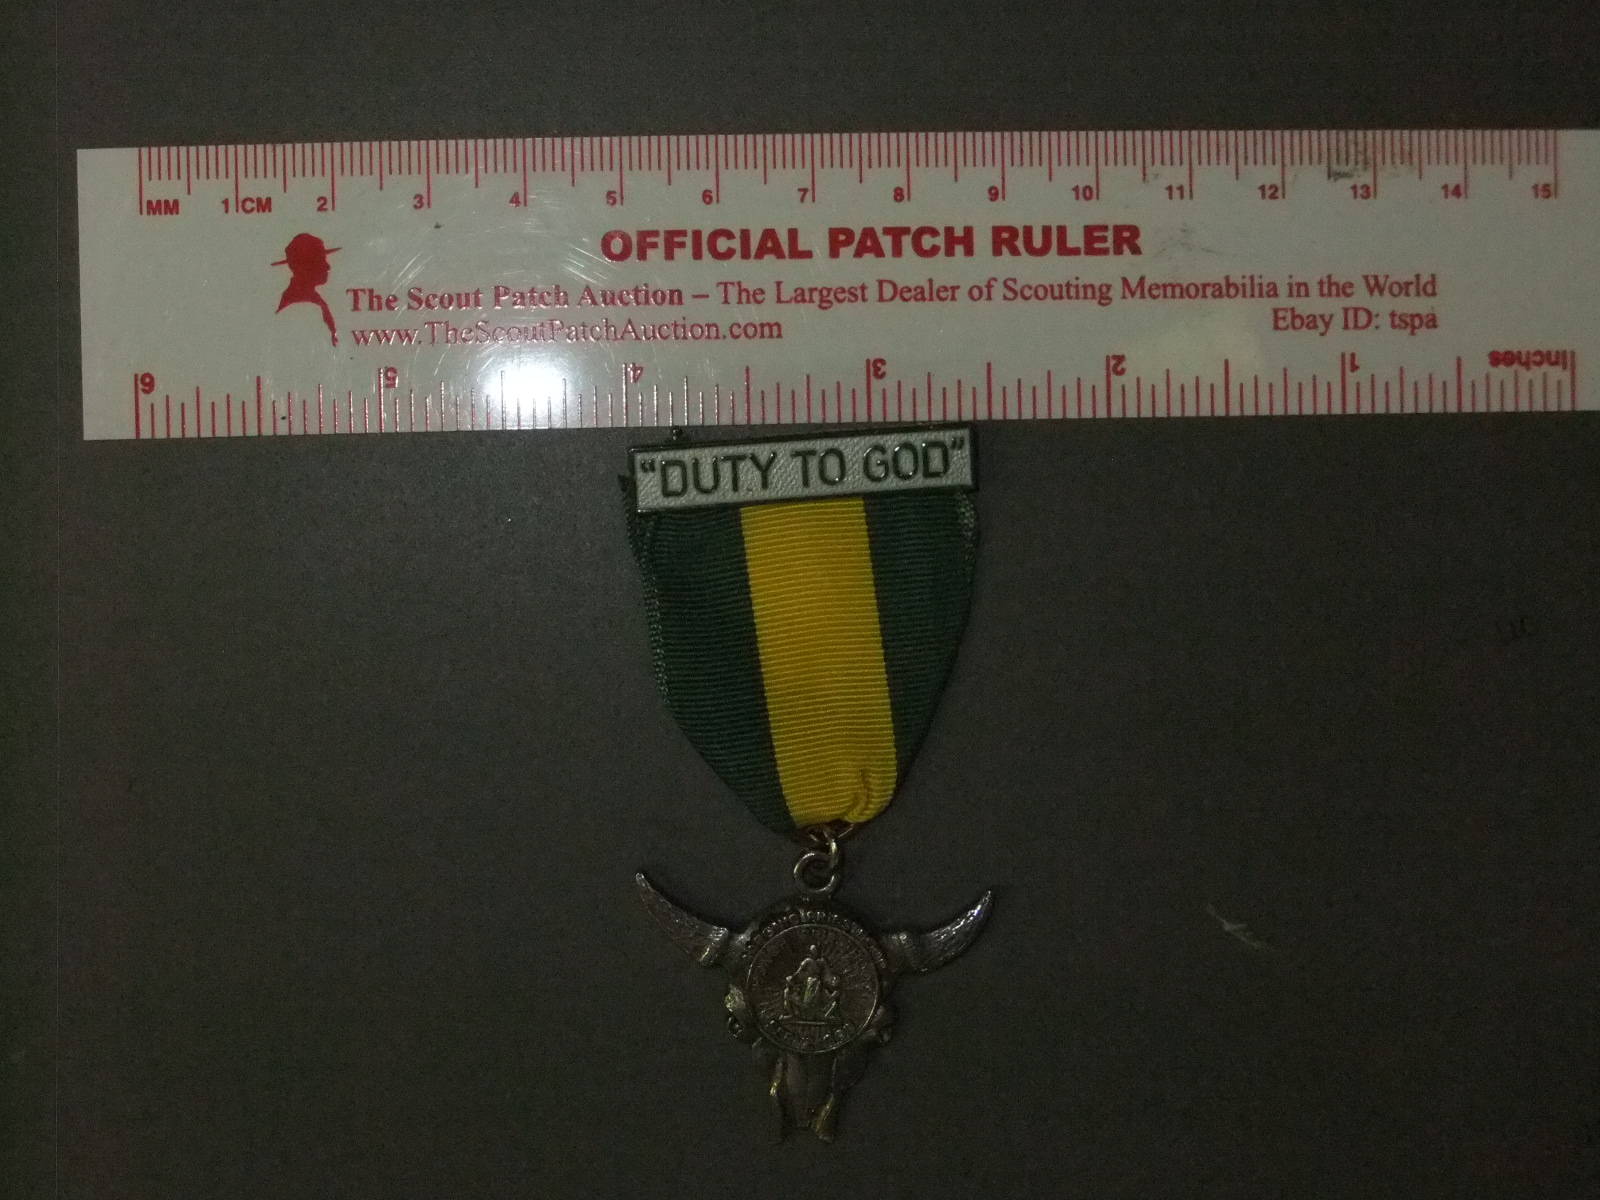 MM 1 CM 2 3 4 5 6 7 8 9 10 11 12 13 14 15
OFFICIAL PATCH RULER
The Scout Patch Auction – The Largest Dealer of Scouting Memorabilia in the World
www.TheScoutPatchAuction.com
Ebay ID: tspa
6 5 4 3 2 1 Inches
"DUTY TO GOD"